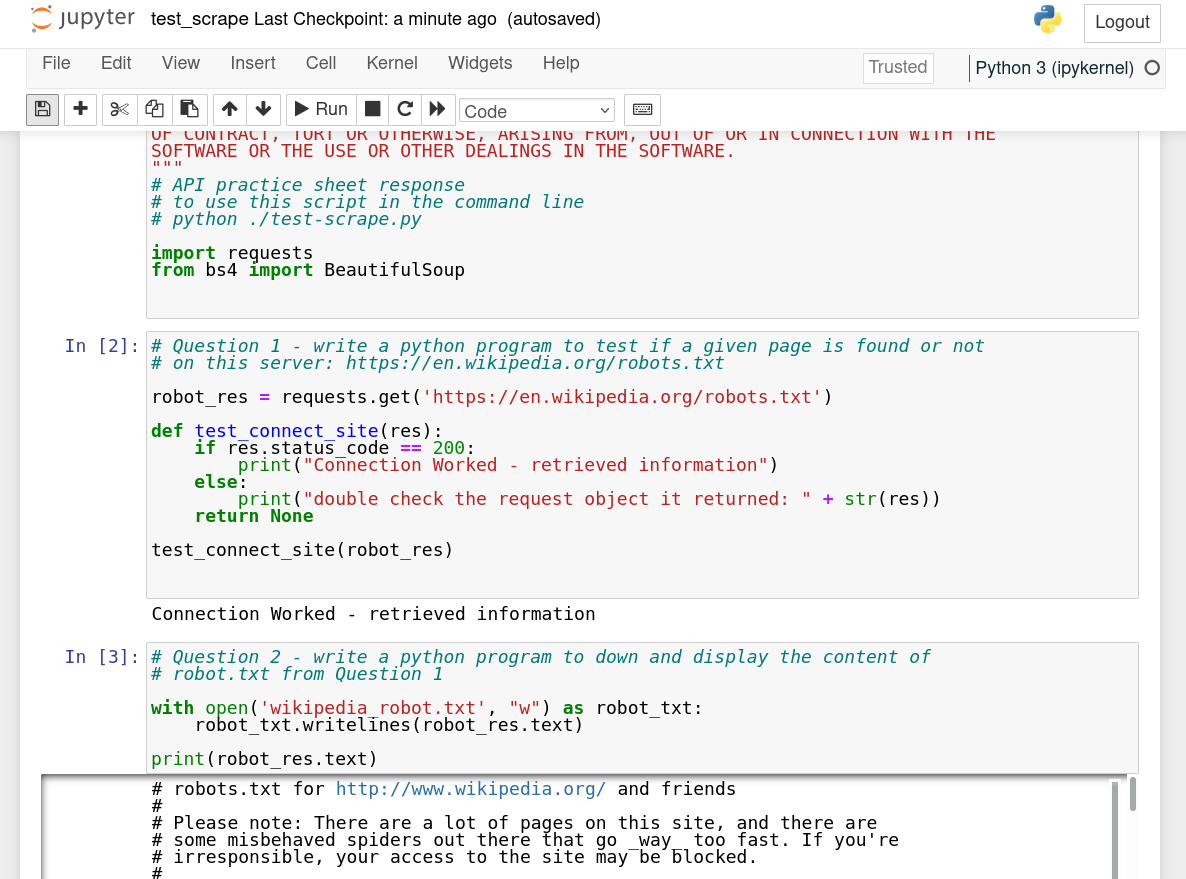 jupyter test_scrape Last Checkpoint: a minute ago (autosaved) Logout
File Edit View Insert Cell Kernel Widgets Help Trusted Python 3 (ipykernel)
Run Code
OF CONTRACT, TORT OR OTHERWISE, ARISING FROM, OUT OF OR IN CONNECTION WITH THE
SOFTWARE OR THE USE OR OTHER DEALINGS IN THE SOFTWARE.
"""
# API practice sheet response
# to use this script in the command line
# python ./test-scrape.py
import requests
from bs4 import BeautifulSoup
In [2]: # Question 1 - write a python program to test if a given page is found or not
# on this server: https://en.wikipedia.org/robots.txt
robot_res = requests.get('https://en.wikipedia.org/robots.txt')
def test_connect_site(res):
    if res.status_code == 200:
        print("Connection Worked - retrieved information")
    else:
        print("double check the request object it returned: " + str(res))
    return None
test_connect_site(robot_res)
Connection Worked - retrieved information
In [3]: # Question 2 - write a python program to down and display the content of
# robot.txt from Question 1
with open('wikipedia_robot.txt', "w") as robot_txt:
    robot_txt.writelines(robot_res.text)
print(robot_res.text)
# robots.txt for http://www.wikipedia.org/ and friends
#
# Please note: There are a lot of pages on this site, and there are
# some misbehaved spiders out there that go _way_ too fast. If you're
# irresponsible, your access to the site may be blocked.
#